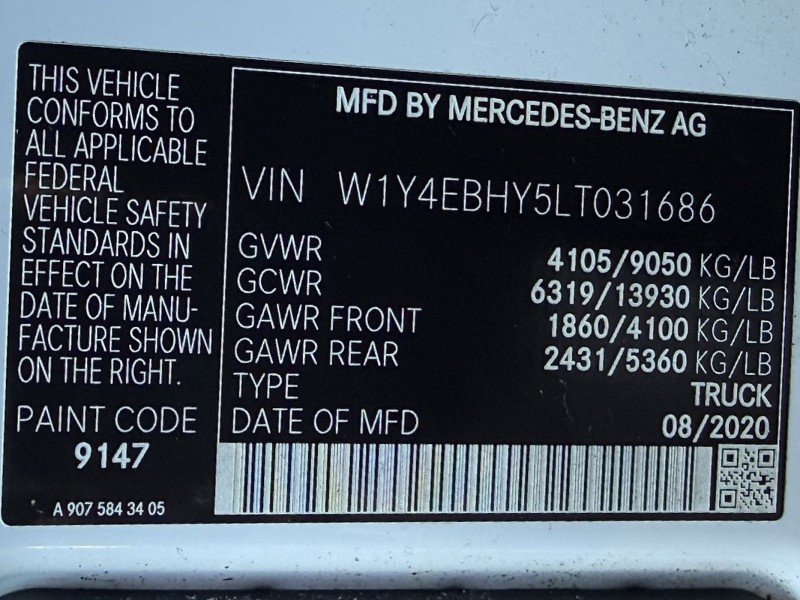 THIS VEHICLE
CONFORMS TO
ALL APPLICABLE
FEDERAL
VEHICLE SAFETY
STANDARDS IN
EFFECT ON THE
DATE OF MANU-
FACTURE SHOWN
ON THE RIGHT.
PAINT CODE
9147
A 907 584 34 05
MFD BY MERCEDES-BENZ AG
VIN W1Y4EBHY5LT031686
GVWR 4105/9050 KG/LB
GCWR 6319/13930 KG/LB
GAWR FRONT 1860/4100 KG/LB
GAWR REAR 2431/5360 KG/LB
TYPE TRUCK
DATE OF MFD 08/2020